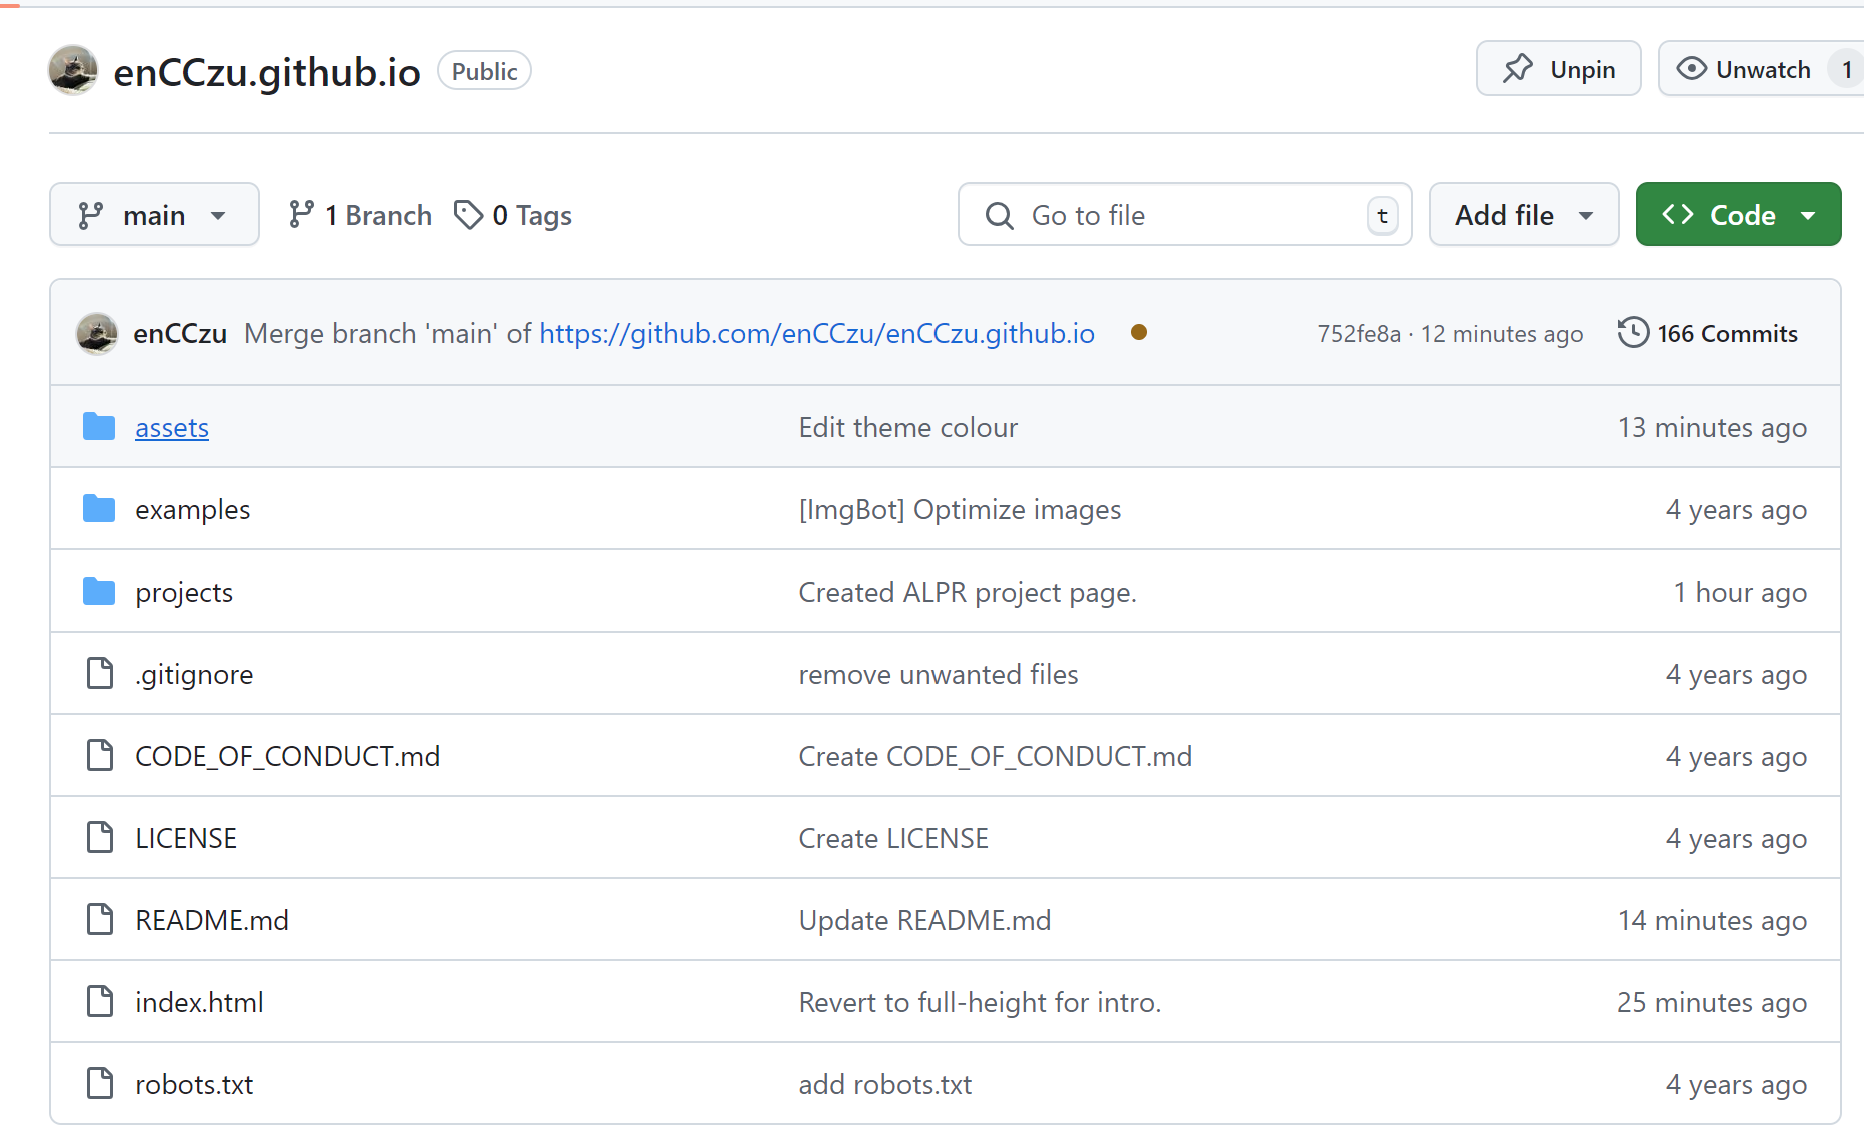 enCCzu.github.io Public Unpin Unwatch 1
main 1 Branch 0 Tags Go to file t Add file Code
enCCzu Merge branch 'main' of https://github.com/enCCzu/enCCzu.github.io 752fe8a · 12 minutes ago 166 Commits
assets Edit theme colour 13 minutes ago
examples [ImgBot] Optimize images 4 years ago
projects Created ALPR project page. 1 hour ago
.gitignore remove unwanted files 4 years ago
CODE_OF_CONDUCT.md Create CODE_OF_CONDUCT.md 4 years ago
LICENSE Create LICENSE 4 years ago
README.md Update README.md 14 minutes ago
index.html Revert to full-height for intro. 25 minutes ago
robots.txt add robots.txt 4 years ago